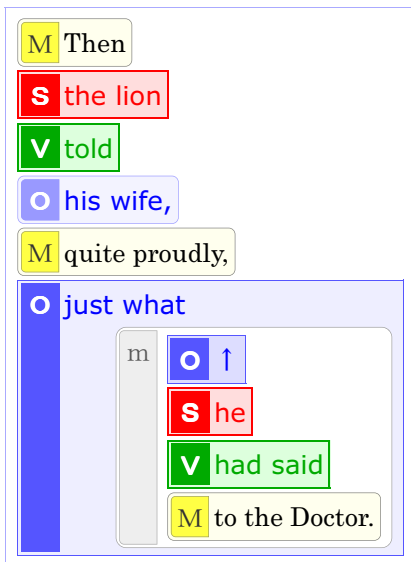 M Then
S the lion
V told
O his wife,
M quite proudly,
O just what
m O ↑
S he
V had said
M to the Doctor.